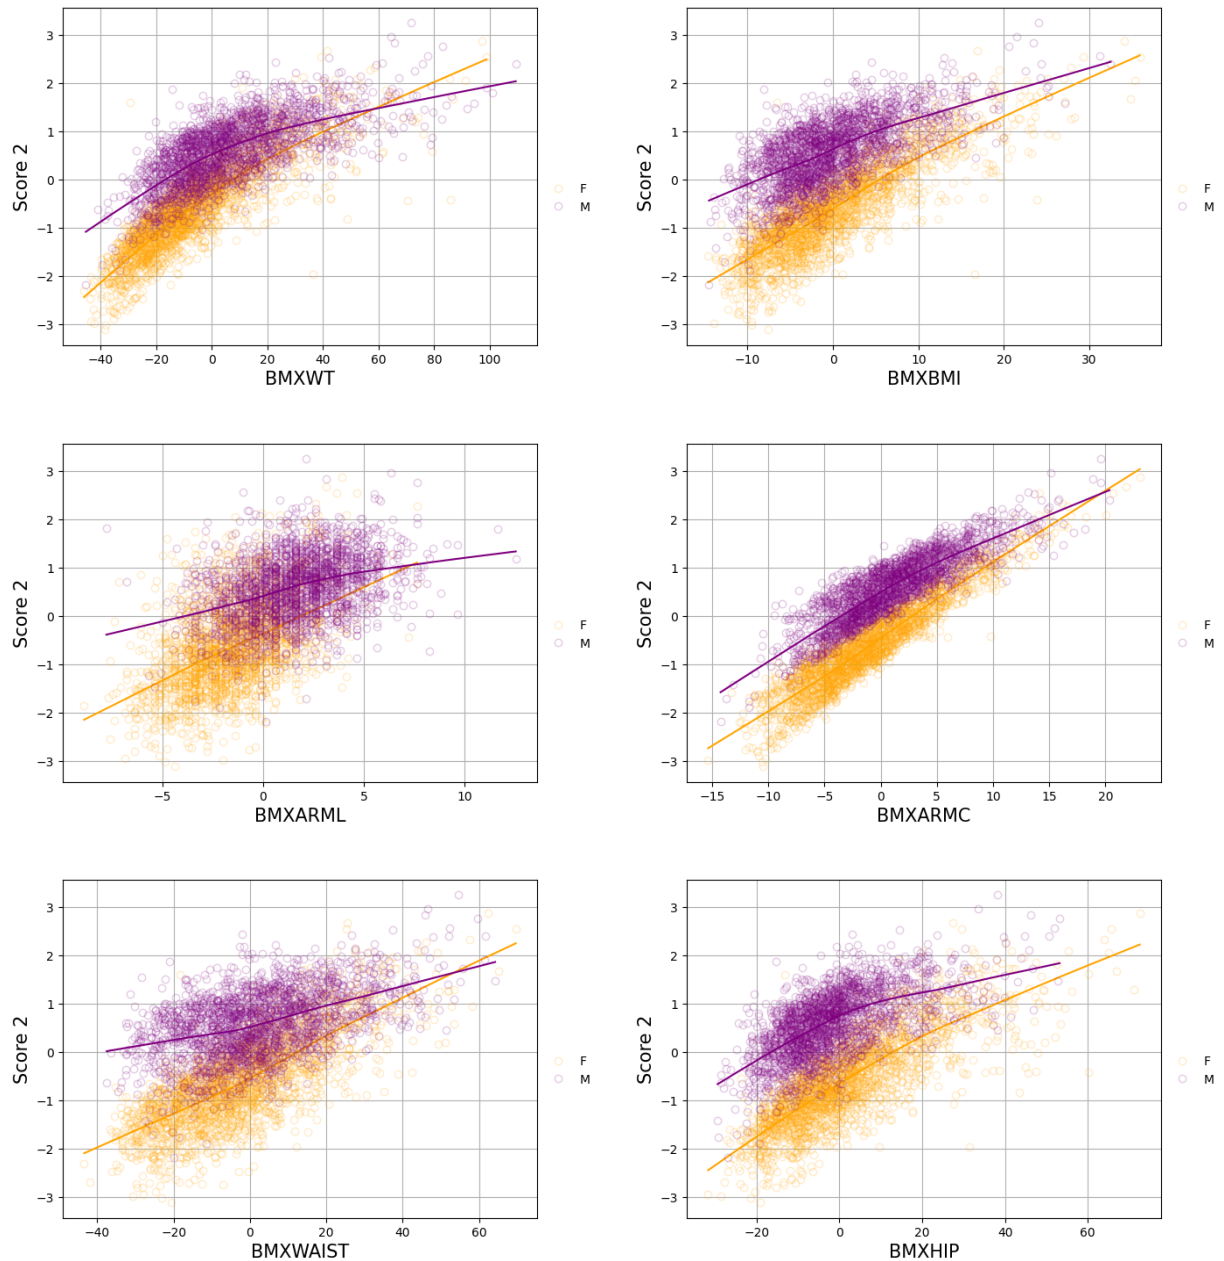 3
2
1
0
−1
−2
−3
Score 2
−40 −20 0 20 40 60 80 100
BMXWT
F
M
3
2
1
0
−1
−2
−3
Score 2
−10 0 10 20 30
BMXBMI
F
M
3
2
1
0
−1
−2
−3
Score 2
−5 0 5 10
BMXARML
F
M
3
2
1
0
−1
−2
−3
Score 2
−15 −10 −5 0 5 10 15 20
BMXARMC
F
M
3
2
1
0
−1
−2
−3
Score 2
−40 −20 0 20 40 60
BMXWAIST
F
M
3
2
1
0
−1
−2
−3
Score 2
−20 0 20 40 60
BMXHIP
F
M